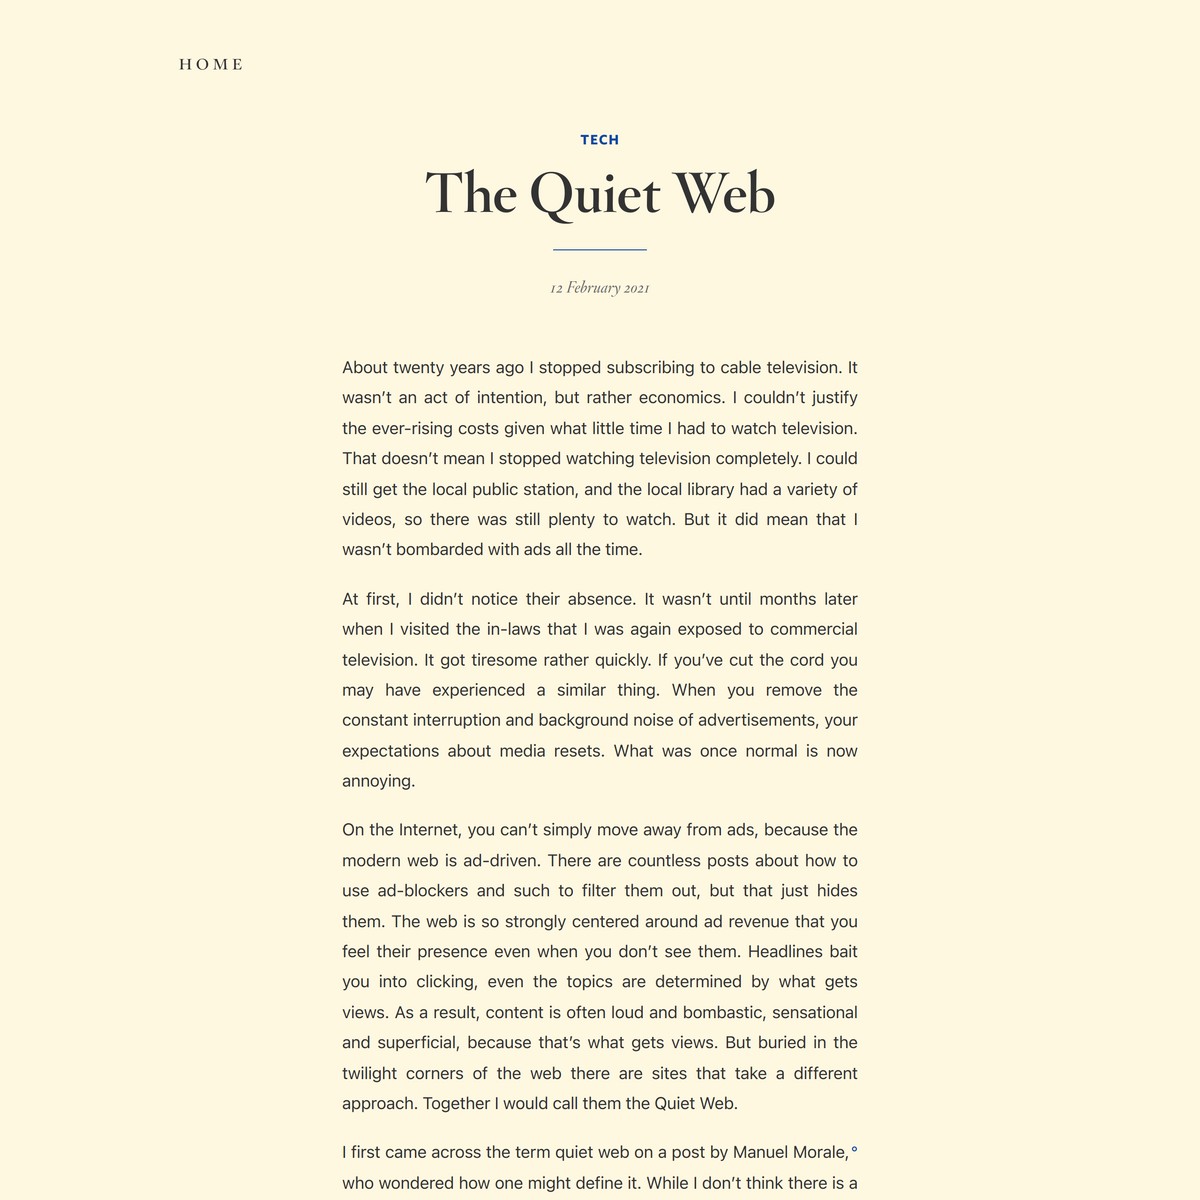 HOME
TECH
The Quiet Web
12 February 2021
About twenty years ago I stopped subscribing to cable television. It
wasn’t an act of intention, but rather economics. I couldn’t justify
the ever-rising costs given what little time I had to watch television.
That doesn’t mean I stopped watching television completely. I could
still get the local public station, and the local library had a variety of
videos, so there was still plenty to watch. But it did mean that I
wasn’t bombarded with ads all the time.
At first, I didn’t notice their absence. It wasn’t until months later
when I visited the in-laws that I was again exposed to commercial
television. It got tiresome rather quickly. If you’ve cut the cord you
may have experienced a similar thing. When you remove the
constant interruption and background noise of advertisements, your
expectations about media resets. What was once normal is now
annoying.
On the Internet, you can’t simply move away from ads, because the
modern web is ad-driven. There are countless posts about how to
use ad-blockers and such to filter them out, but that just hides
them. The web is so strongly centered around ad revenue that you
feel their presence even when you don’t see them. Headlines bait
you into clicking, even the topics are determined by what gets
views. As a result, content is often loud and bombastic, sensational
and superficial, because that’s what gets views. But buried in the
twilight corners of the web there are sites that take a different
approach. Together I would call them the Quiet Web.
I first came across the term quiet web on a post by Manuel Morale,°
who wondered how one might define it. While I don’t think there is a